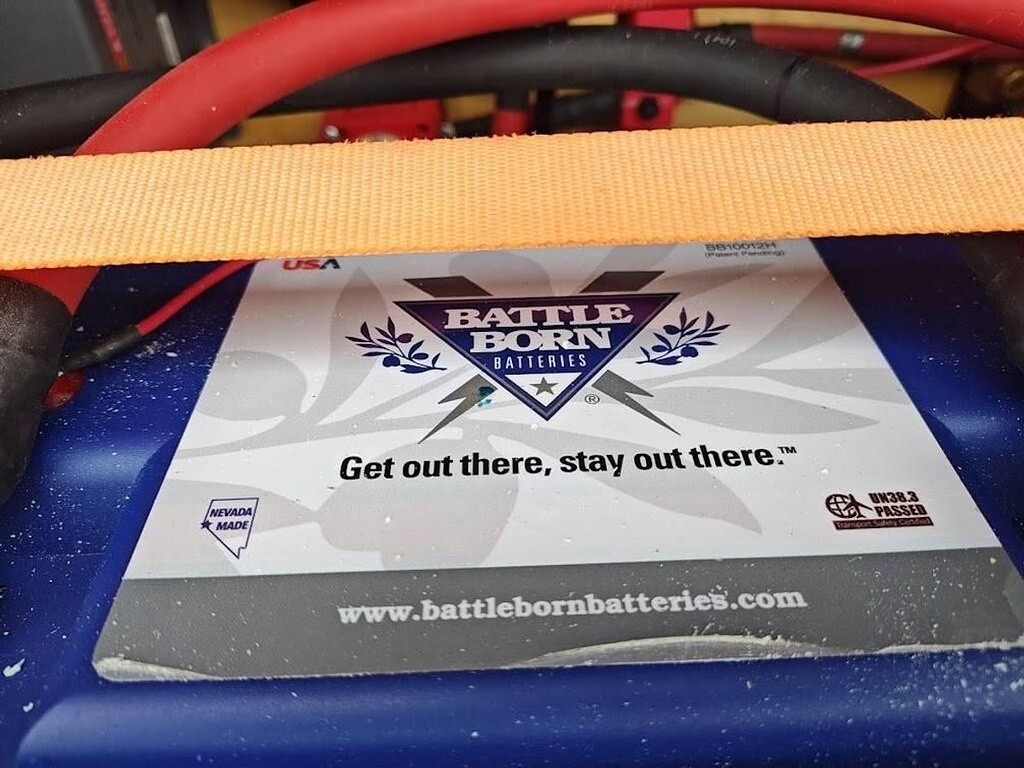 USA
BB10012H
(Patent Pending)
BATTLE
BORN
BATTERIES
®
Get out there, stay out there.™
NEVADA
MADE
UN38.3
PASSED
Transport Safety Certified
www.battlebornbatteries.com